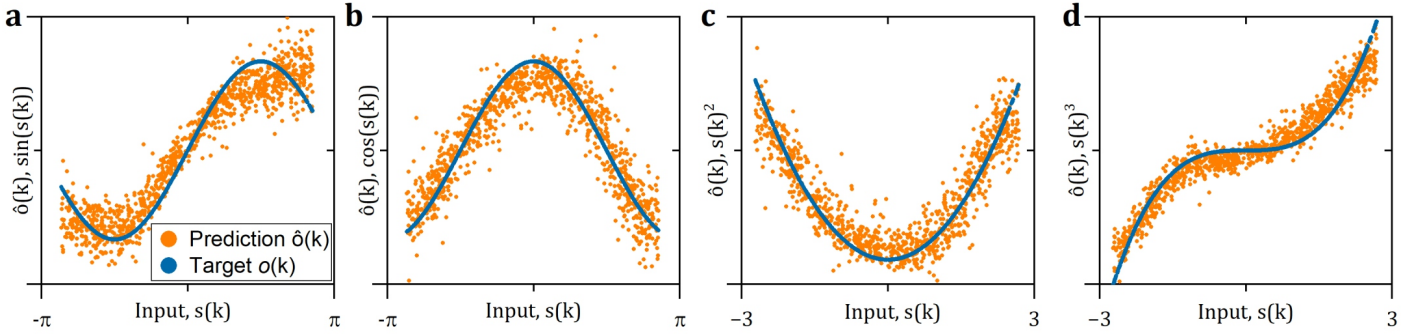 a
ô(k), sin(s(k))
Prediction ô(k)
Target o(k)
-π
Input, s(k)
π
b
ô(k), cos(s(k))
-π
Input, s(k)
π
c
ô(k), s(k)²
−3
Input, s(k)
3
d
ô(k), s(k)³
−3
Input, s(k)
3